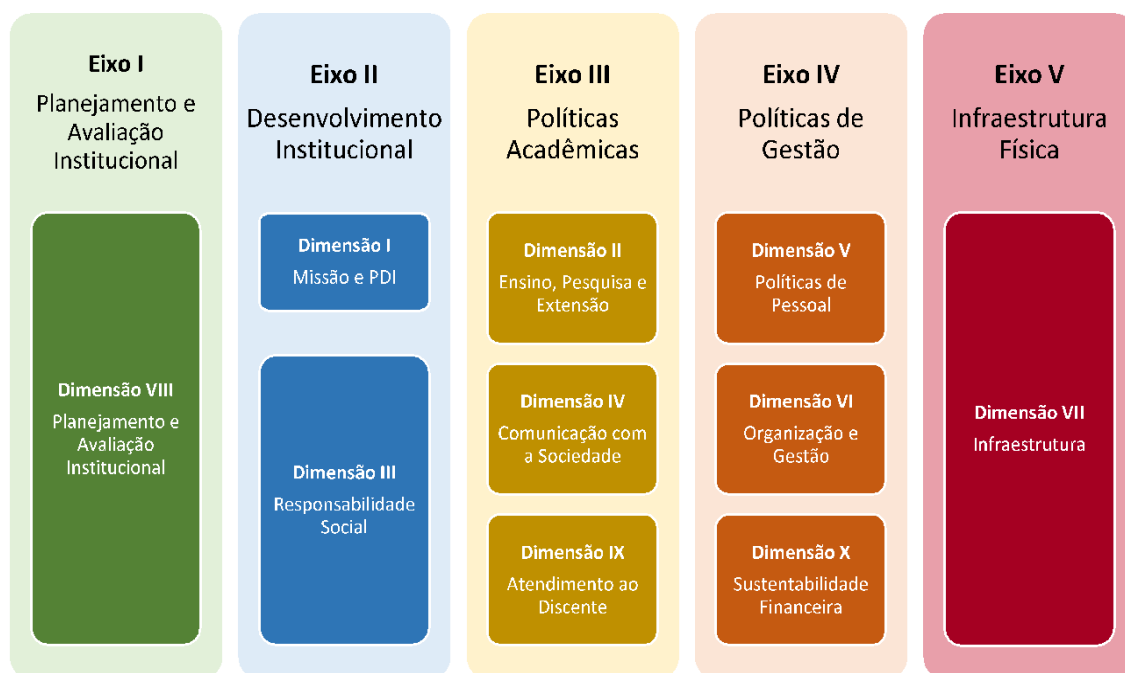 Eixo I
Planejamento e
Avaliação
Institucional
Dimensão VIII
Planejamento e
Avaliação
Institucional
Eixo II
Desenvolvimento
Institucional
Dimensão I
Missão e PDI
Dimensão III
Responsabilidade
Social
Eixo III
Políticas
Acadêmicas
Dimensão II
Ensino, Pesquisa e
Extensão
Dimensão IV
Comunicação com
a Sociedade
Dimensão IX
Atendimento ao
Discente
Eixo IV
Políticas de
Gestão
Dimensão V
Políticas de
Pessoal
Dimensão VI
Organização e
Gestão
Dimensão X
Sustentabilidade
Financeira
Eixo V
Infraestrutura
Física
Dimensão VII
Infraestrutura